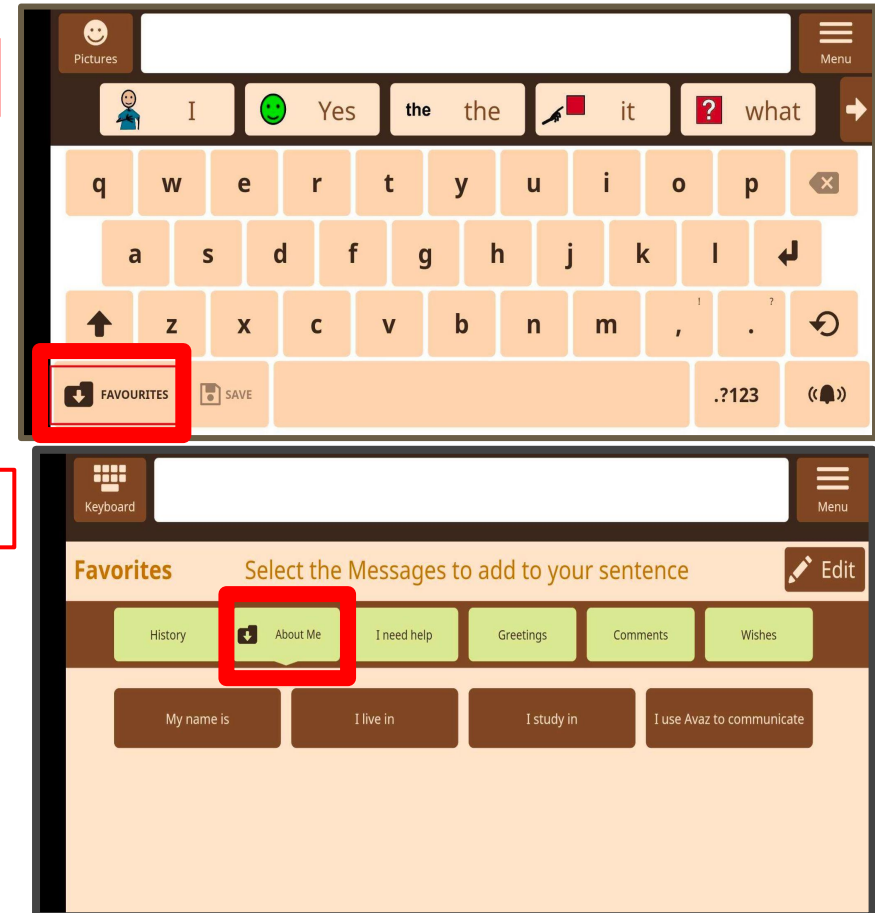 Pictures
Menu
I Yes the the it ? what
q w e r t y u i o p
a s d f g h j k l
! ?
z x c v b n m , .
FAVOURITES SAVE .?123
Keyboard
Menu
Favorites Select the Messages to add to your sentence Edit
History About Me I need help Greetings Comments Wishes
My name is I live in I study in I use Avaz to communicate